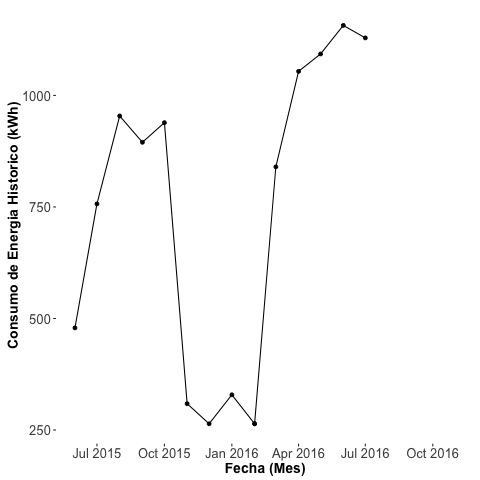 Consumo de Energia Historico (kWh)
1000
750
500
250
Jul 2015 Oct 2015 Jan 2016 Apr 2016 Jul 2016 Oct 2016
Fecha (Mes)